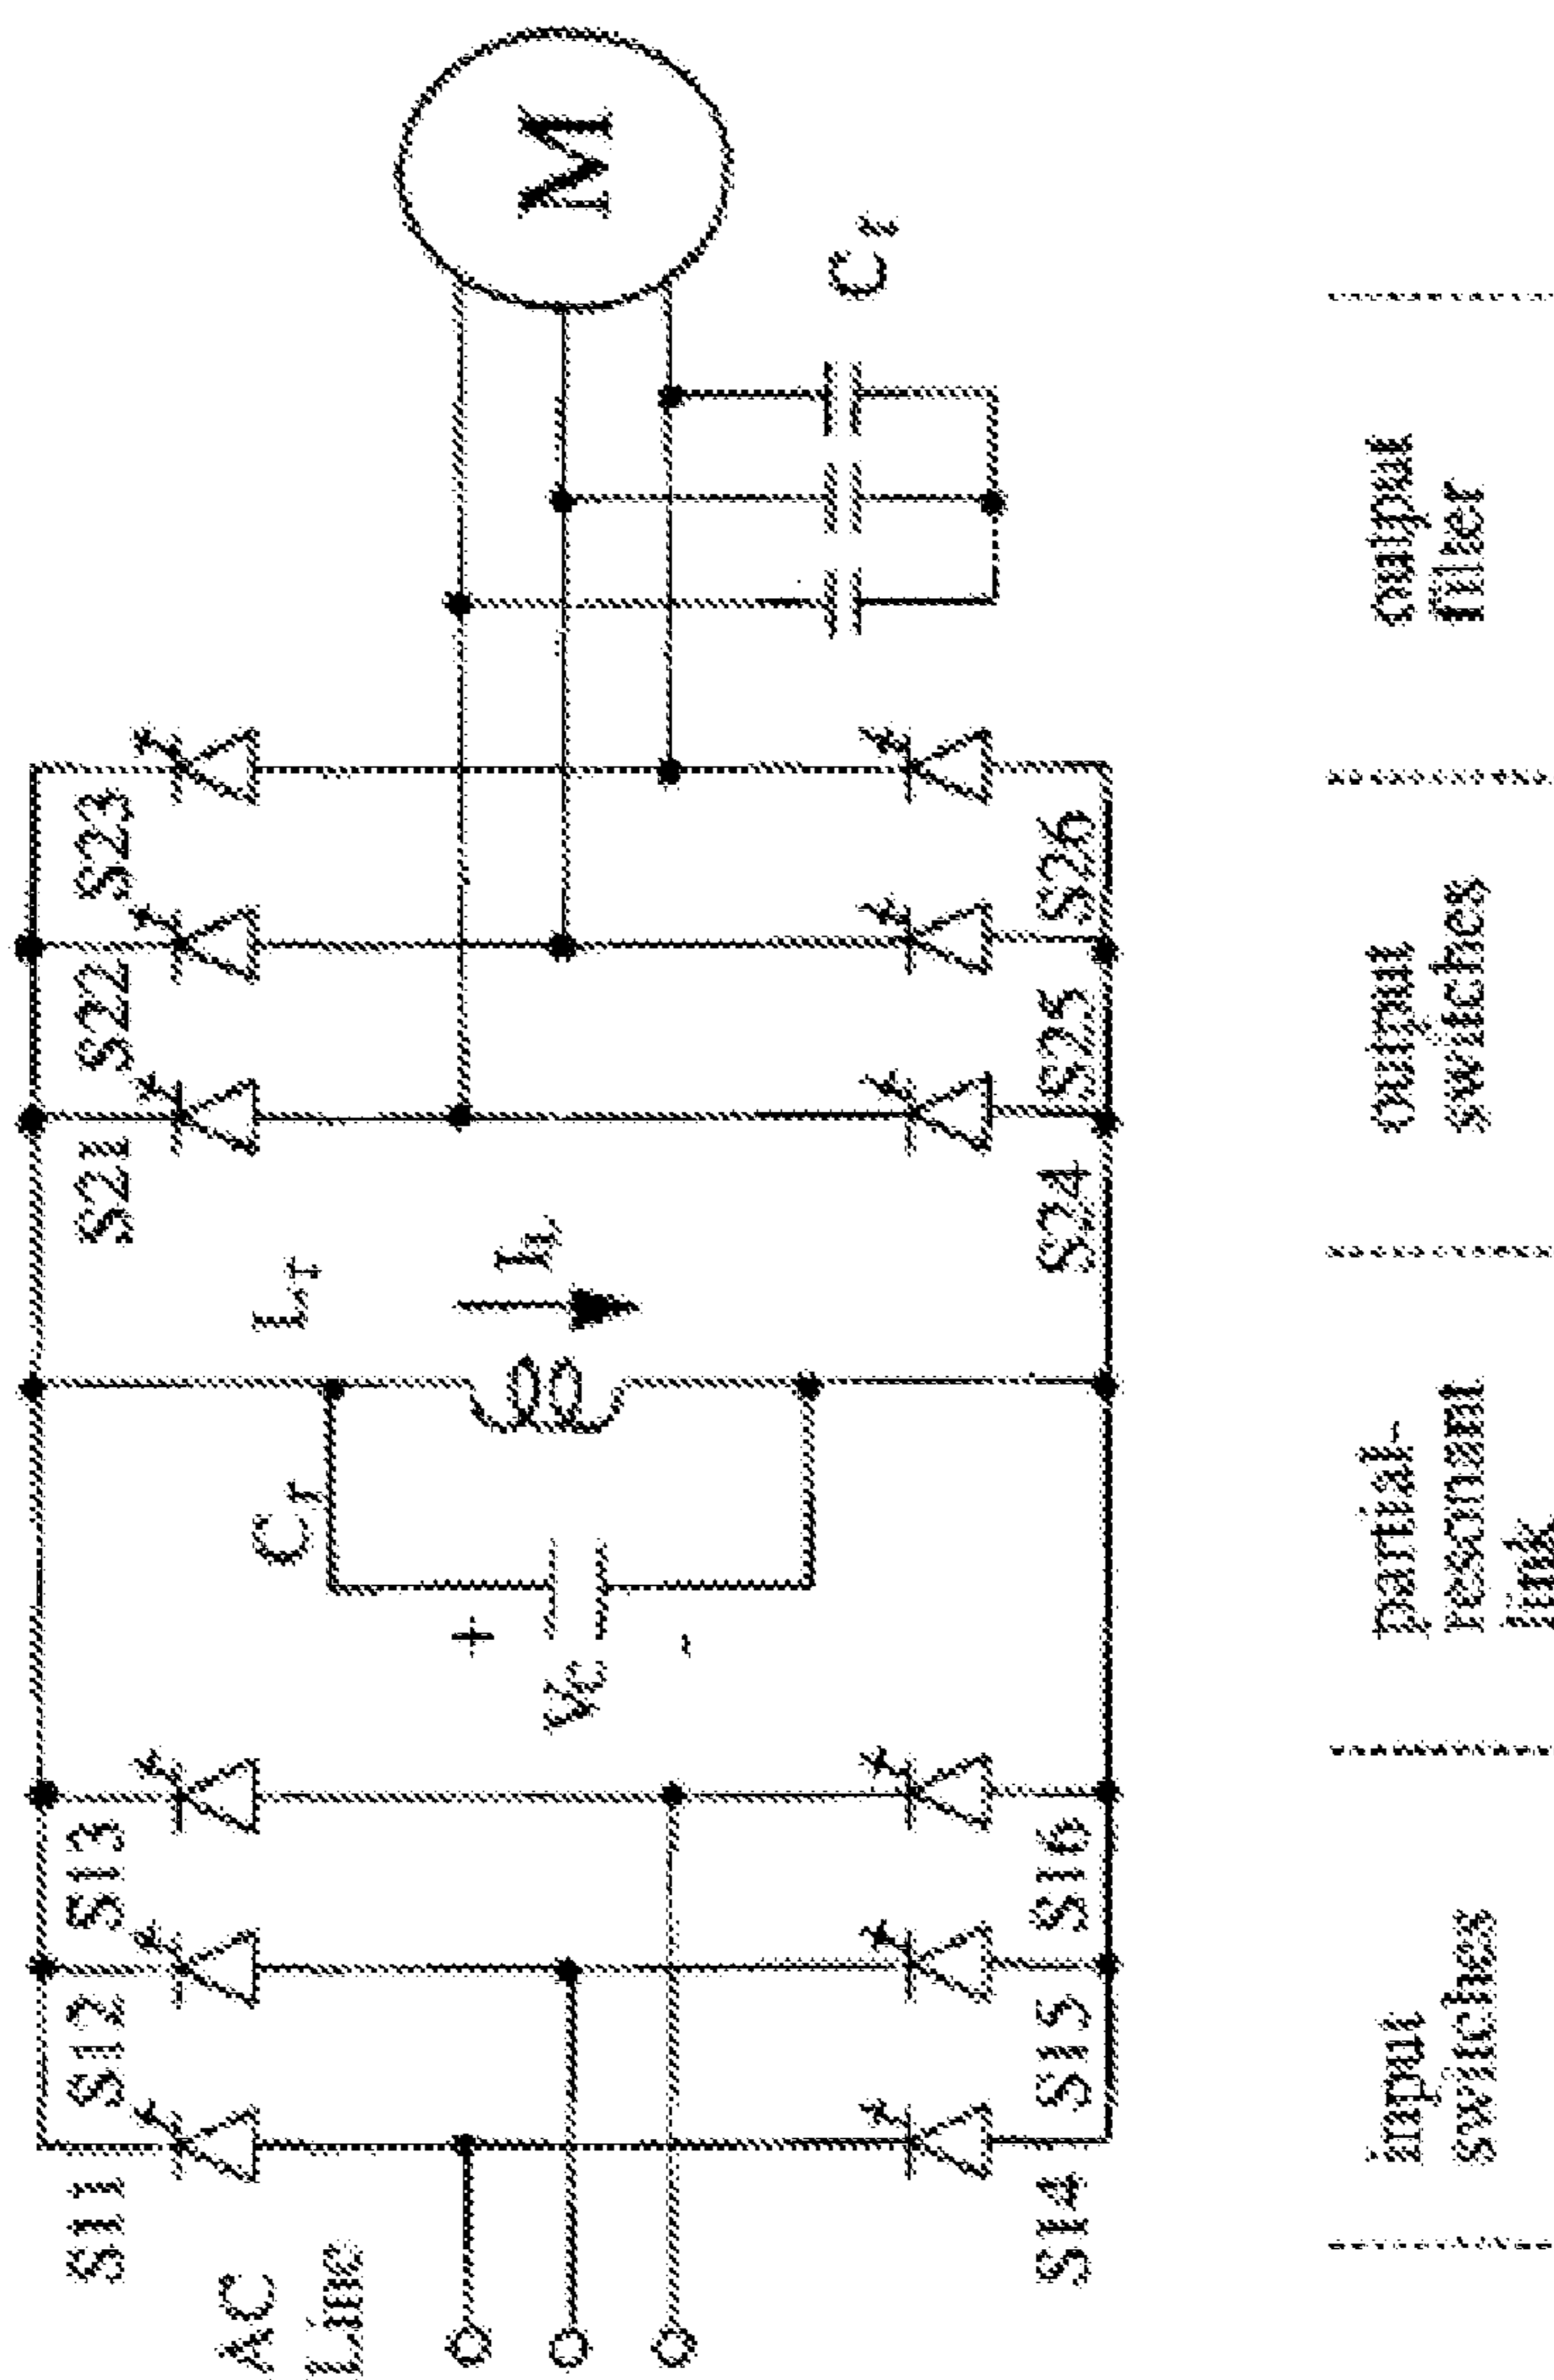 S11 S12 S13 S21 S22 S23
AC
Line
Cr
Lr
+
VC
-
IL
M
Cf
S14 S15 S16 S24 S25 S26
input
switches
partial-
resonant
link
output
switches
output
filter